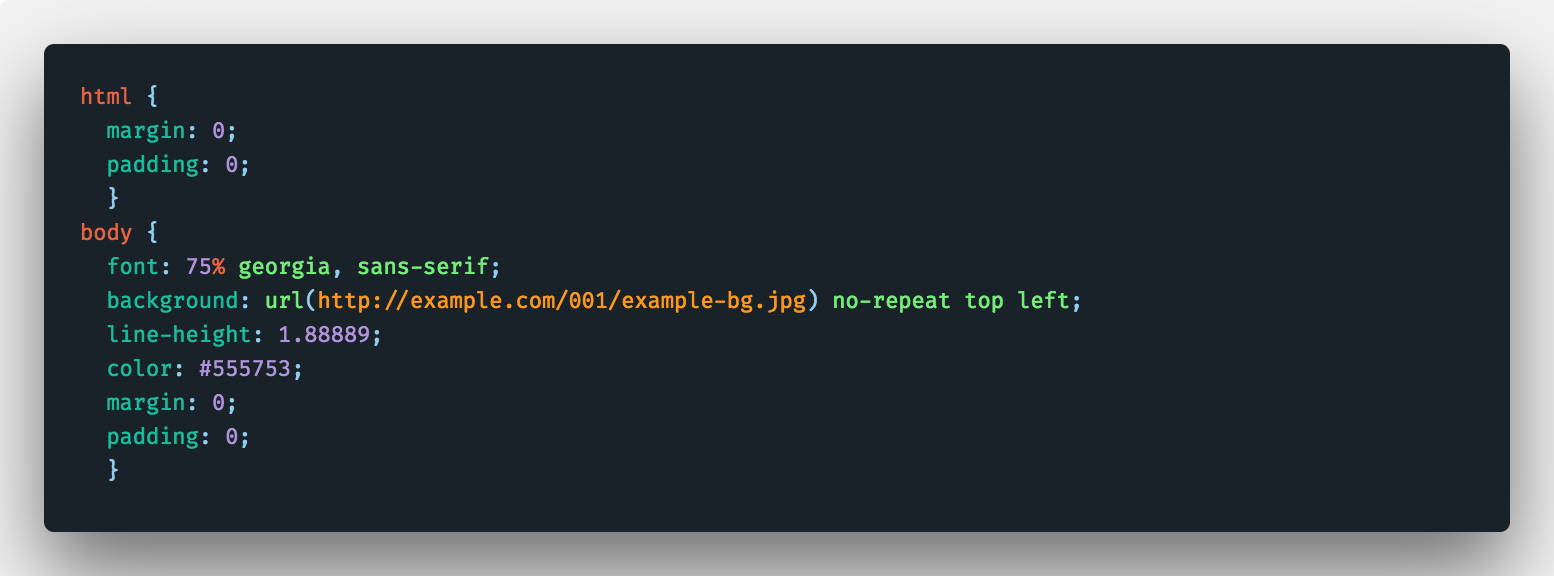 html {
  margin: 0;
  padding: 0;
  }
body {
  font: 75% georgia, sans-serif;
  background: url(http://example.com/001/example-bg.jpg) no-repeat top left;
  line-height: 1.88889;
  color: #555753;
  margin: 0;
  padding: 0;
  }